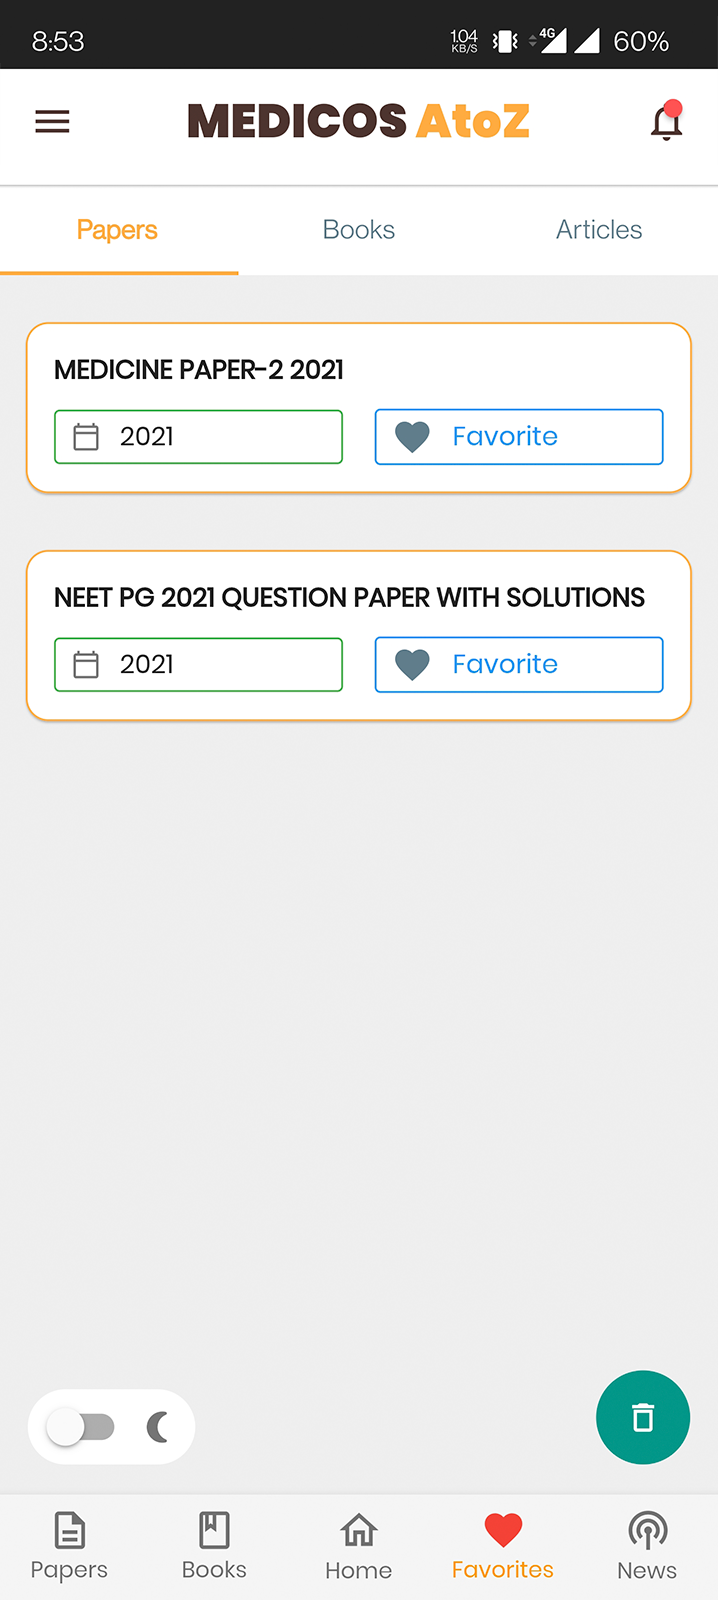 8:53 1.04 KB/S 4G 60%
MEDICOS AtoZ
Papers Books Articles
MEDICINE PAPER-2 2021
2021 Favorite
NEET PG 2021 QUESTION PAPER WITH SOLUTIONS
2021 Favorite
Papers Books Home Favorites News